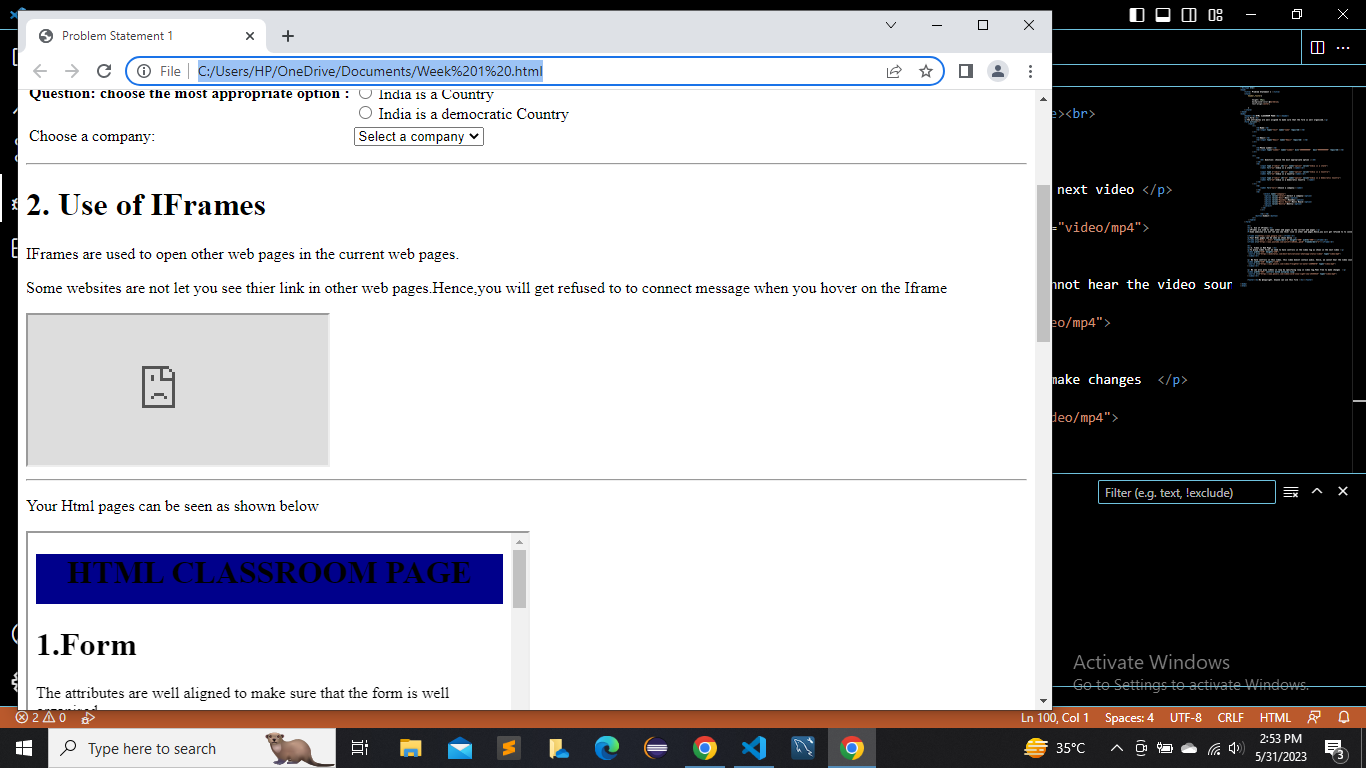 Problem Statement 1
File
C:/Users/HP/OneDrive/Documents/Week%201%20.html
Question: choose the most appropriate option :
India is a Country
India is a democratic Country
Choose a company:
Select a company
2. Use of IFrames
IFrames are used to open other web pages in the current web pages.
Some websites are not let you see thier link in other web pages.Hence,you will get refused to to connect message when you hover on the Iframe
Your Html pages can be seen as shown below
HTML CLASSROOM PAGE
1.Form
The attributes are well aligned to make sure that the form is well
organised
e><br>
next video </p>
="video/mp4">
nnot hear the video soun
eo/mp4">
make changes </p>
deo/mp4">
Filter (e.g. text, !exclude)
Activate Windows
Go to Settings to activate Windows.
2 0
Ln 100, Col 1
Spaces: 4
UTF-8
CRLF
HTML
Type here to search
35°C
2:53 PM
5/31/2023
3